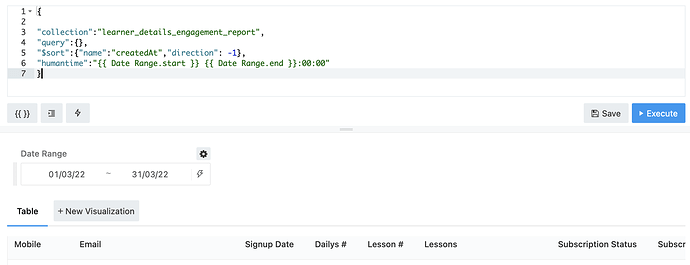 1 {
2
3 "collection":"learner_details_engagement_report",
4 "query":{},
5 "$sort":{"name":"createdAt","direction": -1},
6 "humantime":"{{ Date Range.start }} {{ Date Range.end }}:00:00"
7 }
{{ }} Save Execute
Date Range
01/03/22 ~ 31/03/22
Table + New Visualization
Mobile Email Signup Date Dailys # Lesson # Lessons Subscription Status Subscr